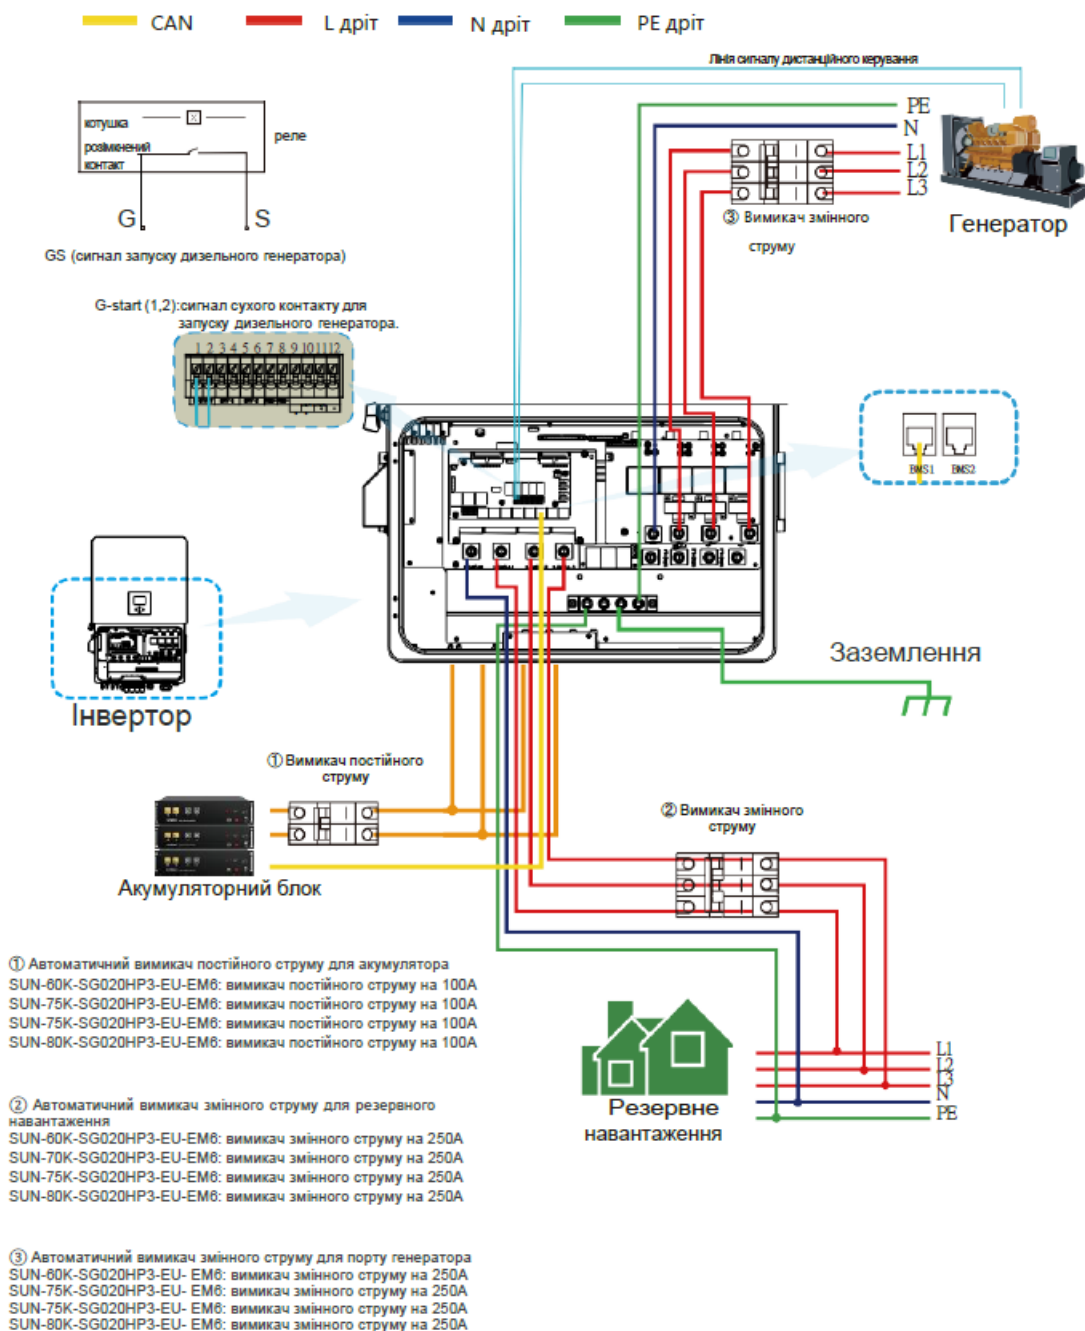 CAN L дріт N дріт PE дріт
Лінія сигналу дистанційного керування
котушка
розімкнений
контакт
реле
G S
GS (сигнал запуску дизельного генератора)
PE
N
L1
L2
L3
③ Вимикач змінного
струму
Генератор
G-start (1,2):сигнал сухого контакту для
запуску дизельного генератора.
1 2 3 4 5 6 7 8 9 10 11 12
BMS1 BMS2
Інвертор
Заземлення
① Вимикач постійного
струму
② Вимикач змінного
струму
Акумуляторний блок
① Автоматичний вимикач постійного струму для акумулятора
SUN-60K-SG020HP3-EU-EM6: вимикач постійного струму на 100А
SUN-75K-SG020HP3-EU-EM6: вимикач постійного струму на 100А
SUN-75K-SG020HP3-EU-EM6: вимикач постійного струму на 100А
SUN-80K-SG020HP3-EU-EM6: вимикач постійного струму на 100А
L1
L2
L3
N
PE
Резервне
навантаження
② Автоматичний вимикач змінного струму для резервного
навантаження
SUN-60K-SG020HP3-EU-EM6: вимикач змінного струму на 250А
SUN-70K-SG020HP3-EU-EM6: вимикач змінного струму на 250А
SUN-75K-SG020HP3-EU-EM6: вимикач змінного струму на 250А
SUN-80K-SG020HP3-EU-EM6: вимикач змінного струму на 250А
③ Автоматичний вимикач змінного струму для порту генератора
SUN-60K-SG020HP3-EU- EM6: вимикач змінного струму на 250А
SUN-75K-SG020HP3-EU- EM6: вимикач змінного струму на 250А
SUN-75K-SG020HP3-EU- EM6: вимикач змінного струму на 250А
SUN-80K-SG020HP3-EU- EM6: вимикач змінного струму на 250А